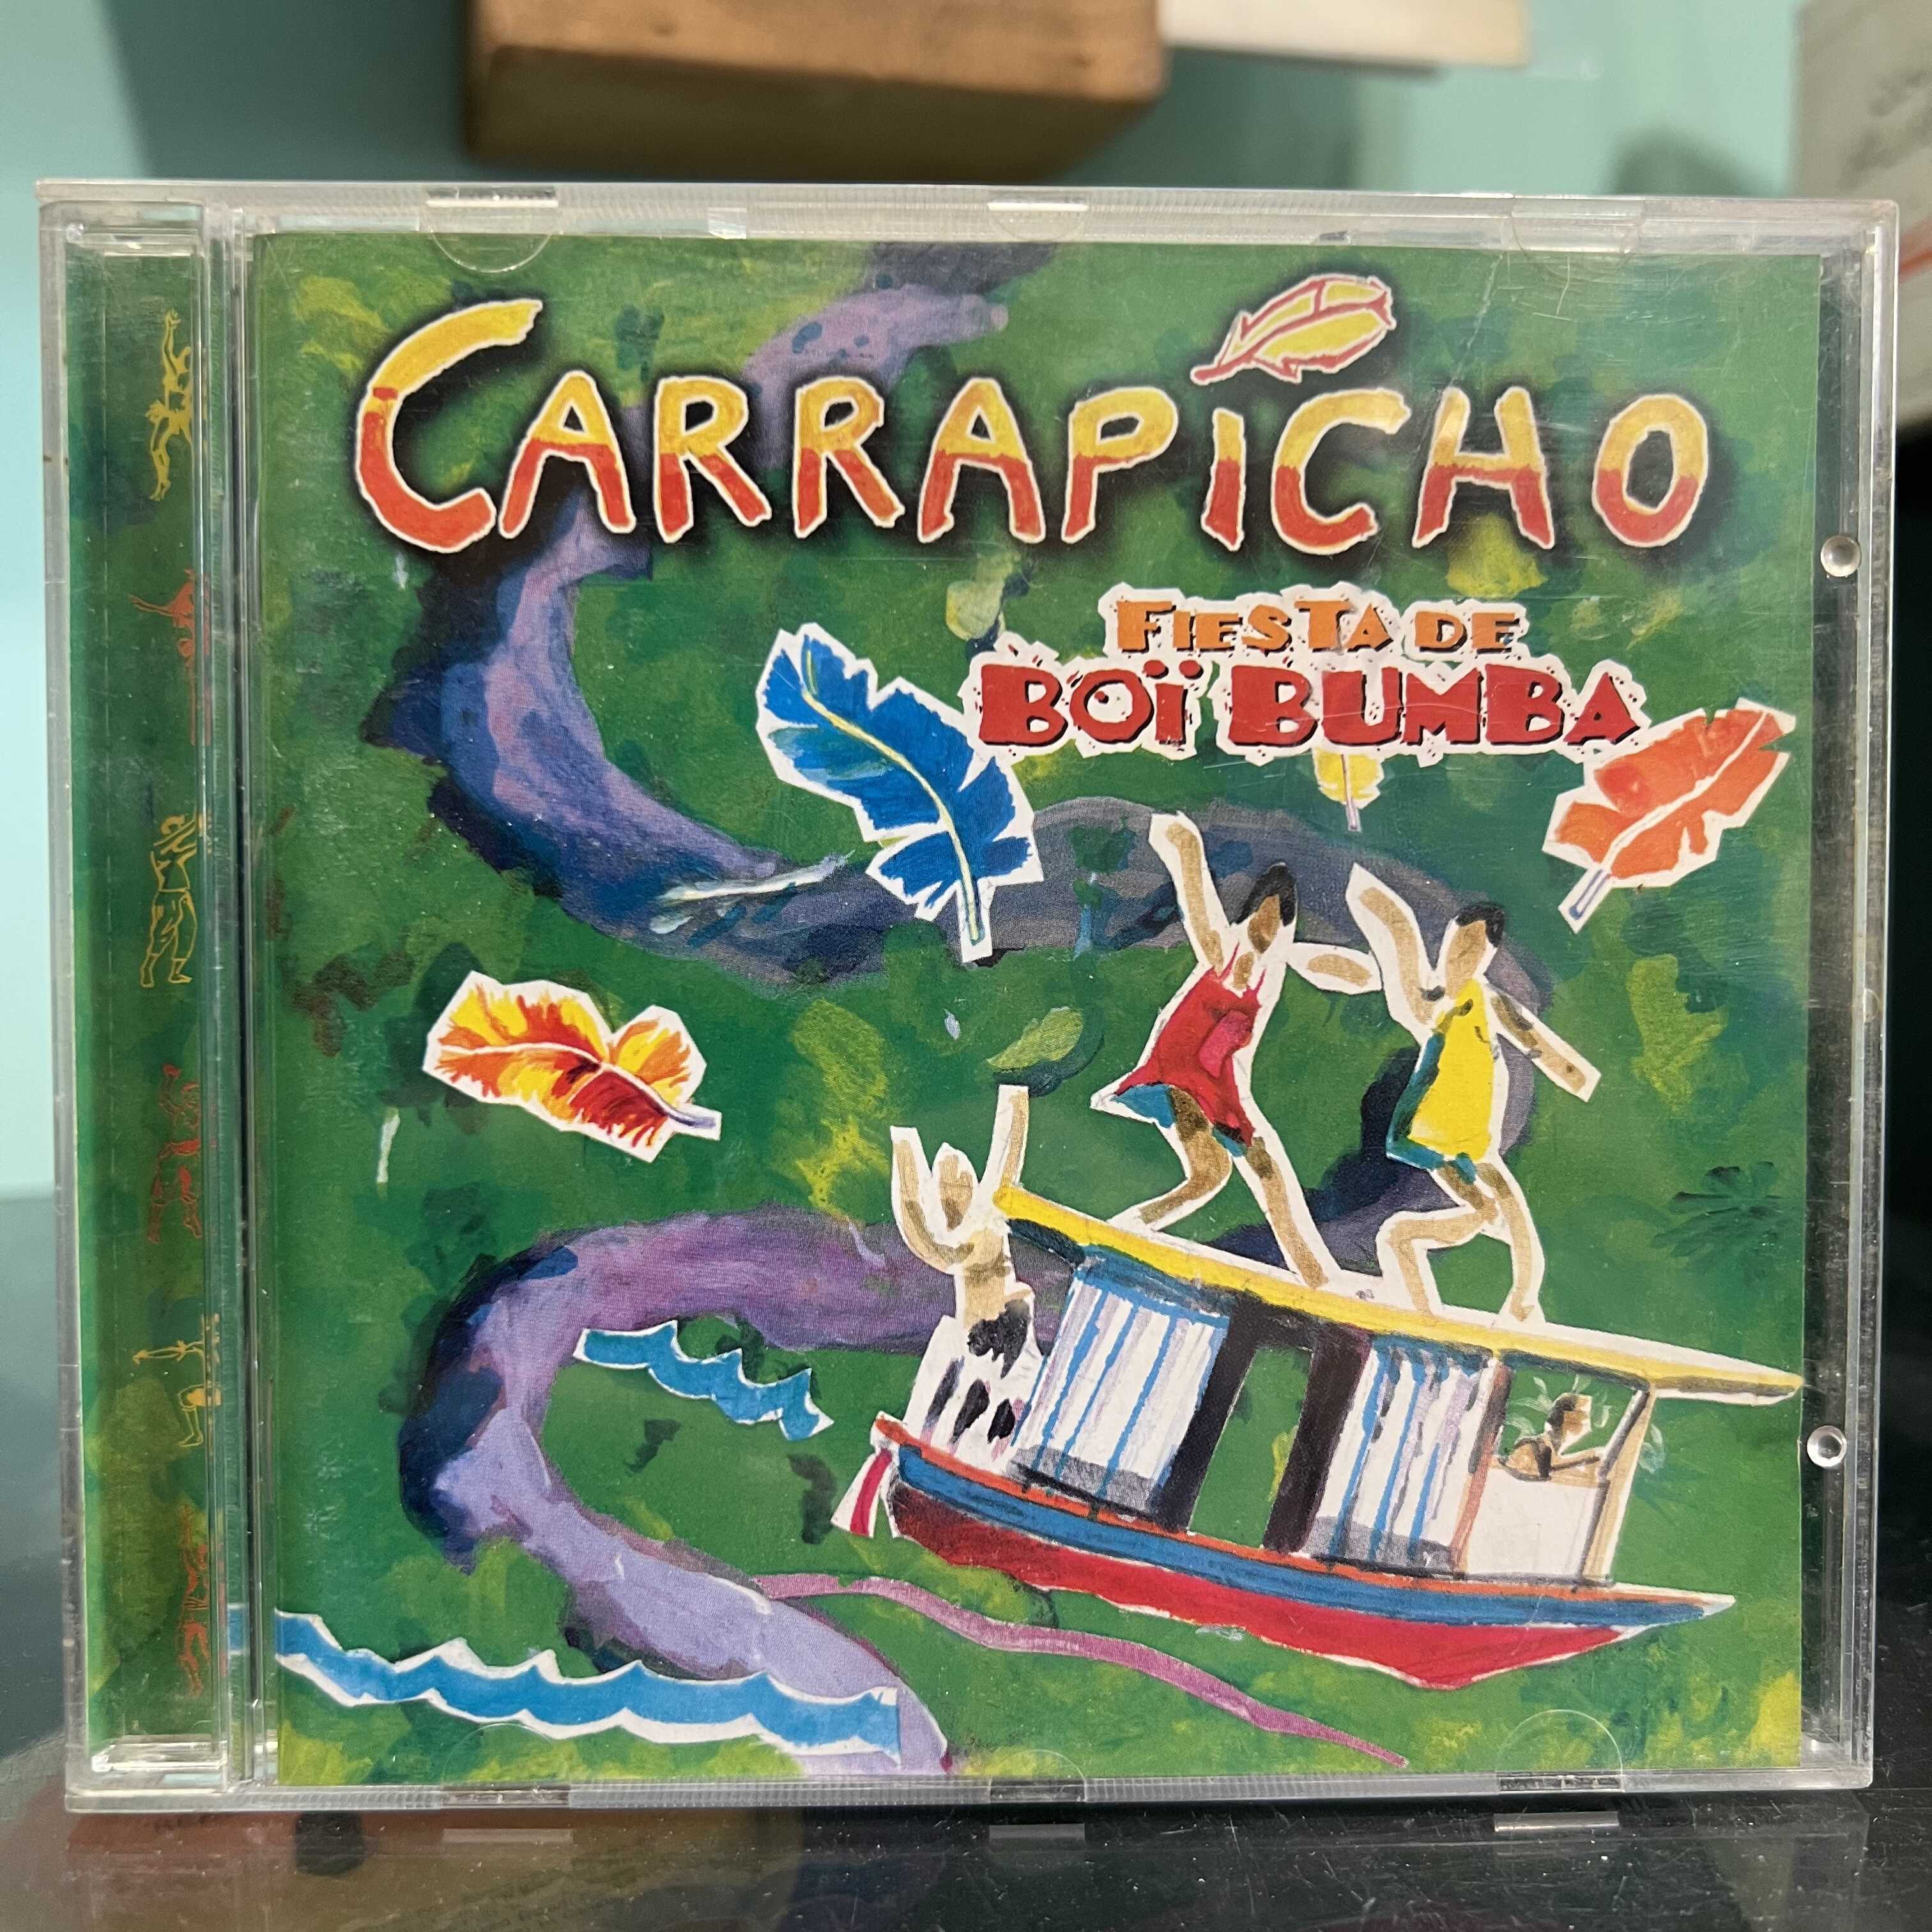 CARRAPICHO
FIESTA DE
BOÏ BUMBA